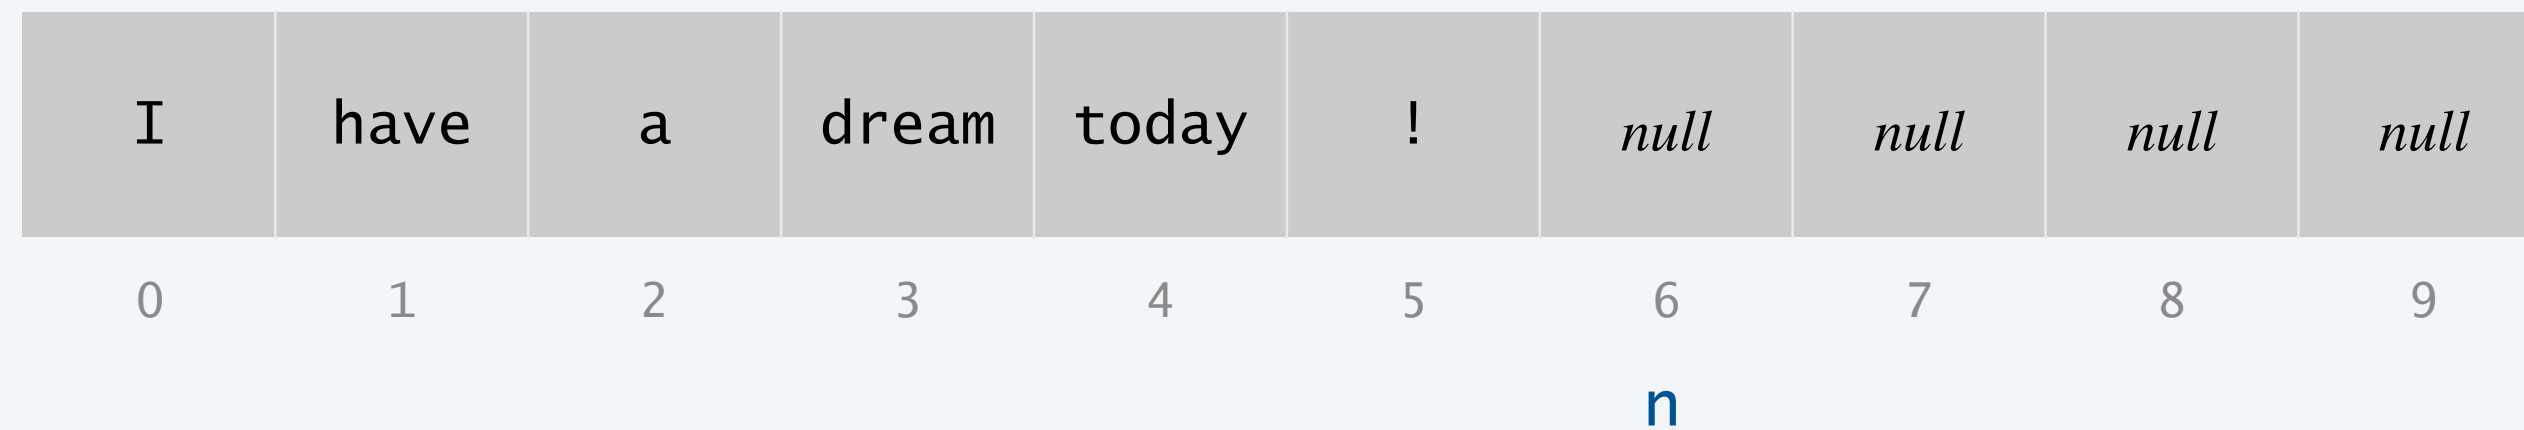 I have a dream today ! null null null null
0 1 2 3 4 5 6 7 8 9
n